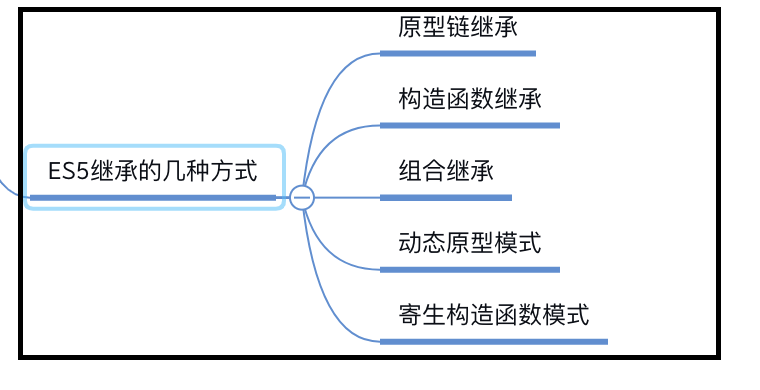 ES5继承的几种方式
原型链继承
构造函数继承
组合继承
动态原型模式
寄生构造函数模式